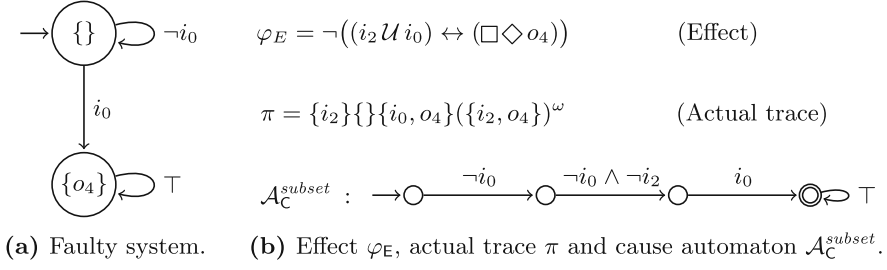 {}
¬i₀
i₀
{o₄}
⊤
(a) Faulty system.
φ_E = ¬((i₂ 𝒰 i₀) ↔ (□◇ o₄)) (Effect)
π = {i₂}{}{i₀, o₄}({i₂, o₄})^ω (Actual trace)
𝒜_C^subset : ¬i₀ ¬i₀ ∧ ¬i₂ i₀ ⊤
(b) Effect φ_E, actual trace π and cause automaton 𝒜_C^subset.